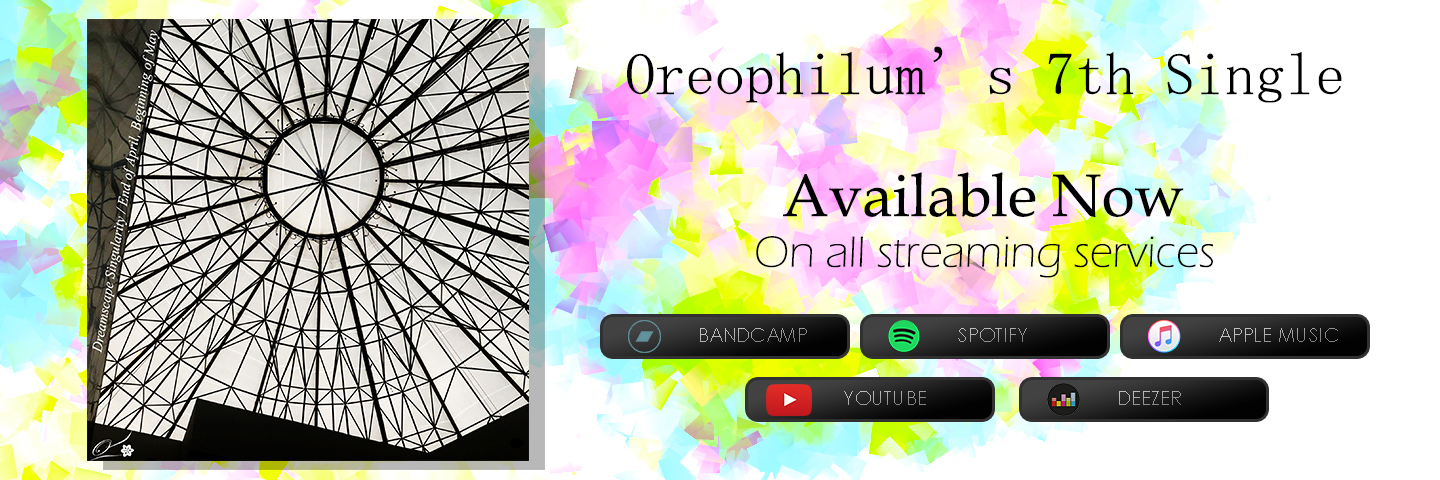 Dreamscape Singularity / End of April, Beginning of May
Oreophilum’s 7th Single
Available Now
On all streaming services
BANDCAMP
SPOTIFY
APPLE MUSIC
YOUTUBE
DEEZER